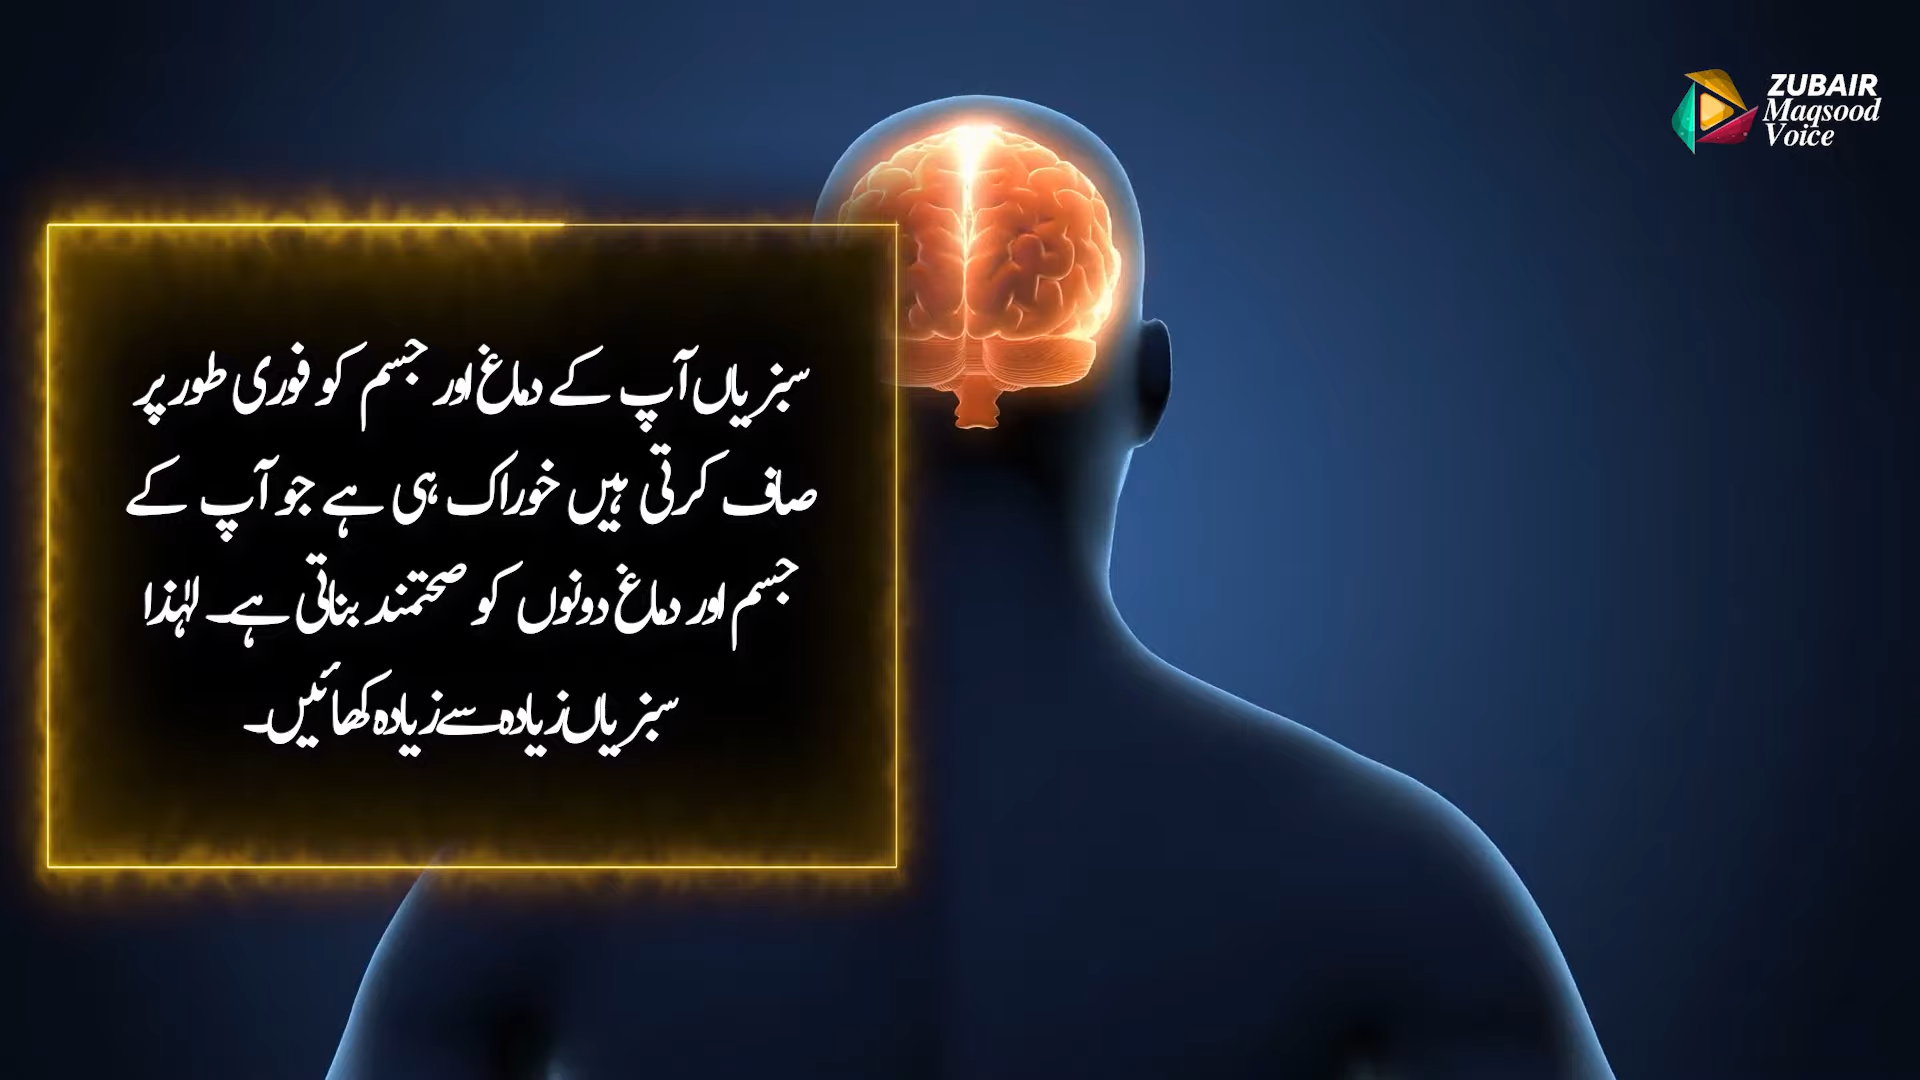 ZUBAIR
Maqsood
Voice
سبزیاں آپ کے دماغ اور جسم کو فوری طور پر
صاف کرتی ہیں خوراک ہی ہے جو آپ کے
جسم اور دماغ دونوں کو صحتمند بناتی ہے۔ لہٰذا
سبزیاں زیادہ سے زیادہ کھائیں۔